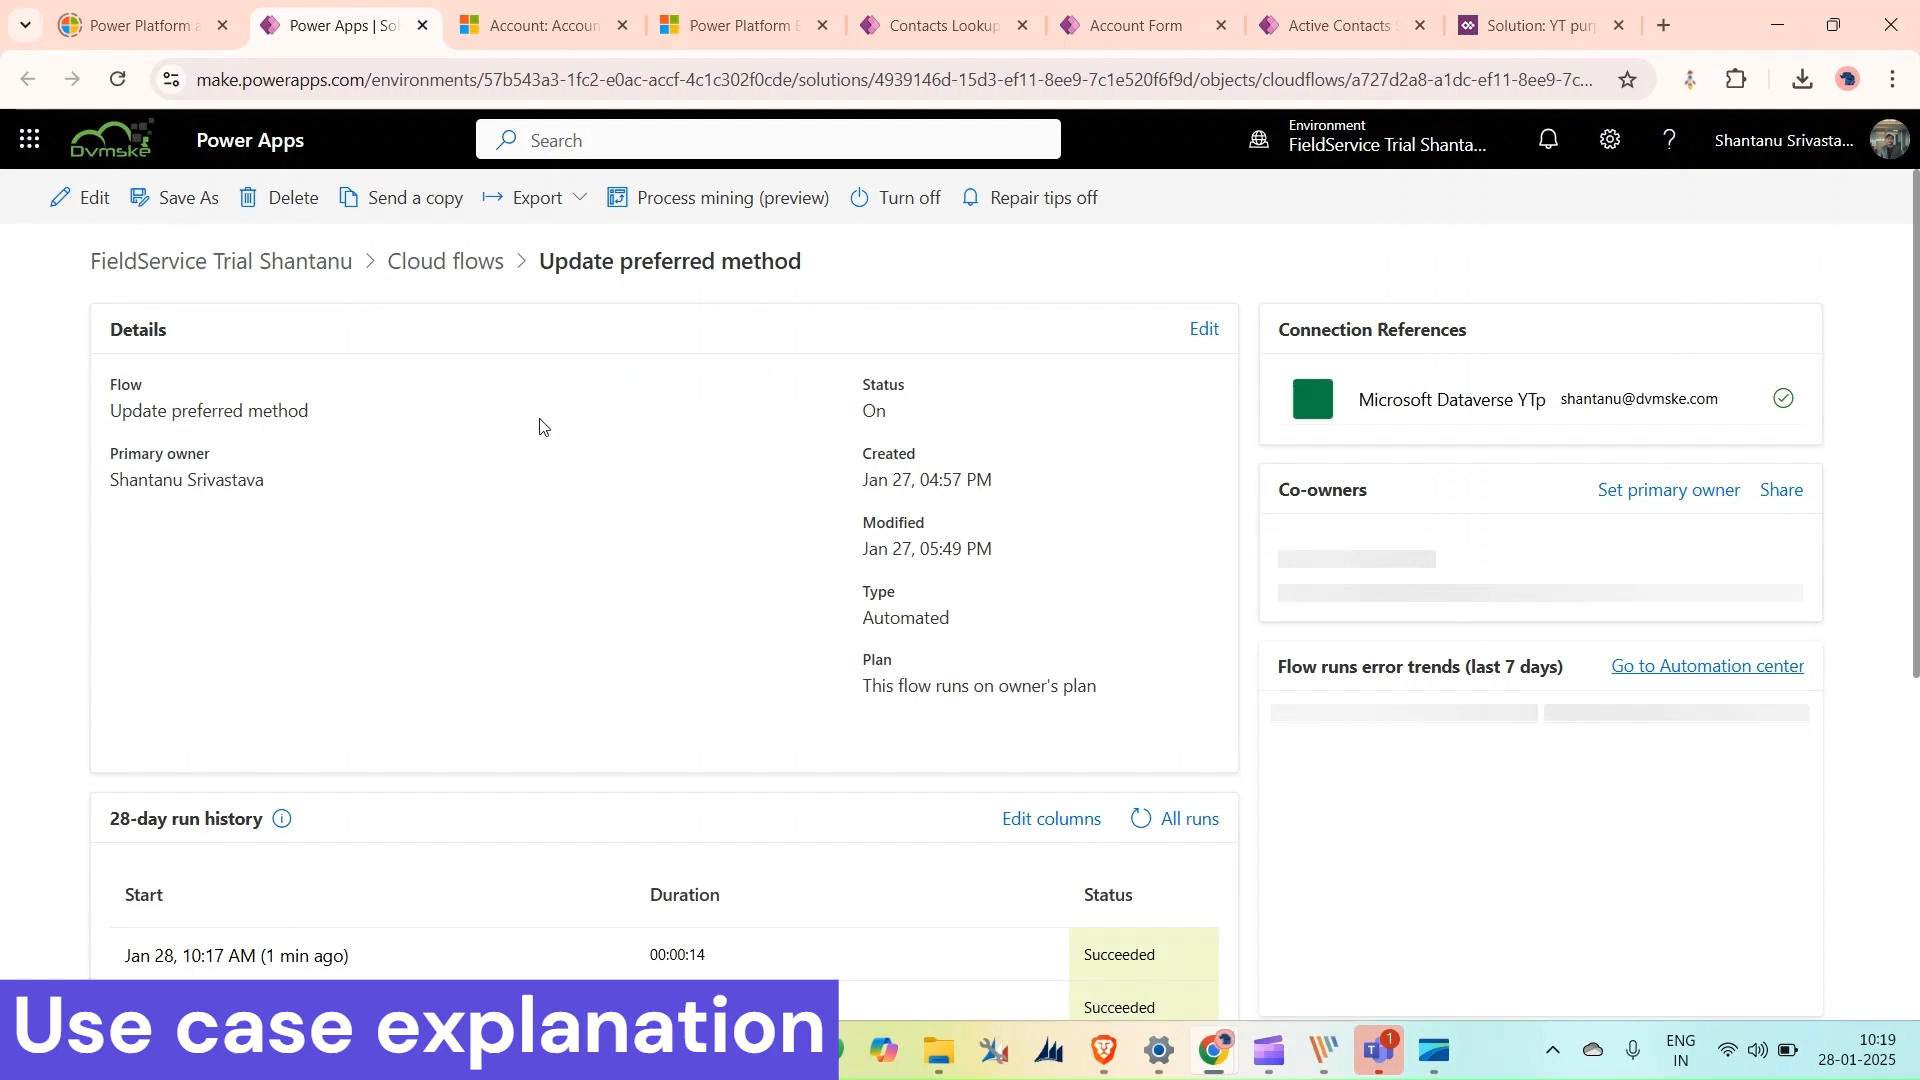 Power Platform a
Power Apps | Sol
Account: Accoun
Power Platform E
Contacts Lookup
Account Form
Active Contacts S
Solution: YT purp
make.powerapps.com/environments/57b543a3-1fc2-e0ac-accf-4c1c302f0cde/solutions/4939146d-15d3-ef11-8ee9-7c1e520f6f9d/objects/cloudflows/a727d2a8-a1dc-ef11-8ee9-7c...
Dvmske
Power Apps
Search
Environment
FieldService Trial Shanta...
Shantanu Srivasta...
Edit
Save As
Delete
Send a copy
Export
Process mining (preview)
Turn off
Repair tips off
FieldService Trial Shantanu > Cloud flows > Update preferred method
Details
Edit
Flow
Update preferred method
Primary owner
Shantanu Srivastava
Status
On
Created
Jan 27, 04:57 PM
Modified
Jan 27, 05:49 PM
Type
Automated
Plan
This flow runs on owner's plan
Connection References
Microsoft Dataverse YTp
shantanu@dvmske.com
Co-owners
Set primary owner
Share
Flow runs error trends (last 7 days)
Go to Automation center
28-day run history
Edit columns
All runs
Start
Duration
Status
Jan 28, 10:17 AM (1 min ago)
00:00:14
Succeeded
Succeeded
Use case explanation
1
ENG
IN
10:19
28-01-2025